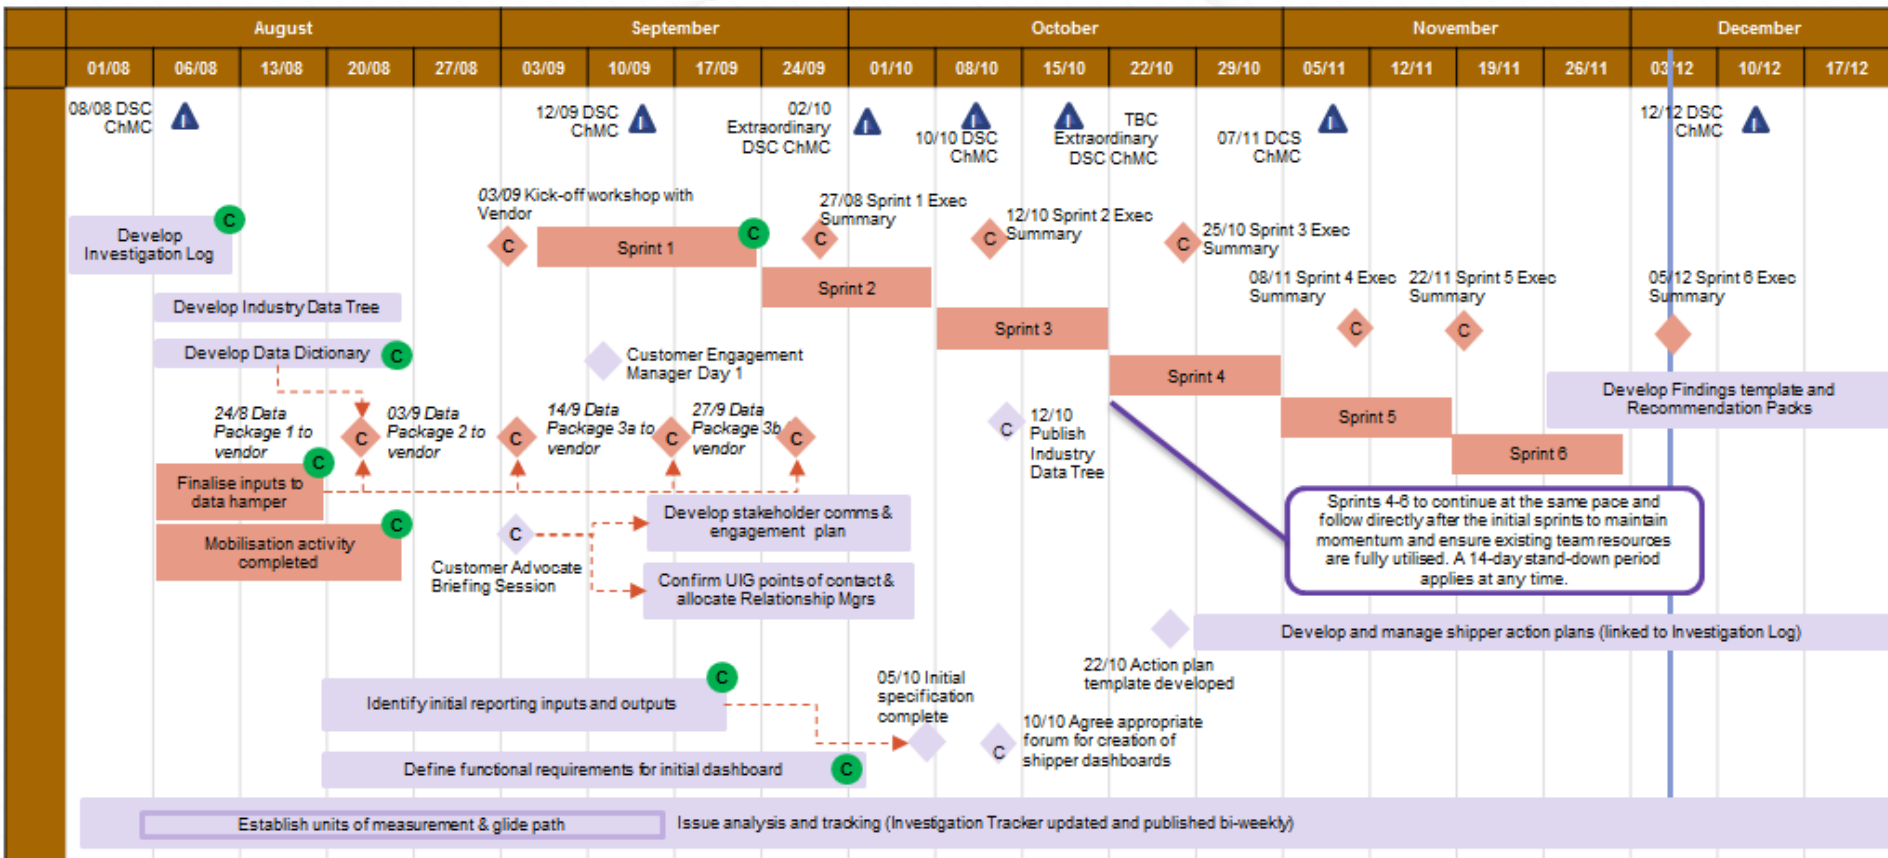 August September October November December
01/08 06/08 13/08 20/08 27/08 03/09 10/09 17/09 24/09 01/10 08/10 15/10 22/10 29/10 05/11 12/11 19/11 26/11 03/12 10/12 17/12
08/08 DSC
ChMC
I
12/09 DSC
ChMC
I
02/10
Extraordinary
DSC ChMC
I
10/10 DSC
ChMC
I
TBC
Extraordinary
DSC ChMC
I
07/11 DCS
ChMC
I
12/12 DSC
ChMC
I
Develop
Investigation Log
C
03/09 Kick-off workshop with
Vendor
C
Sprint 1
C
27/08 Sprint 1 Exec
Summary
C
12/10 Sprint 2 Exec
Summary
C
25/10 Sprint 3 Exec
Summary
C
Sprint 2
08/11 Sprint 4 Exec
Summary
C
22/11 Sprint 5 Exec
Summary
C
05/12 Sprint 6 Exec
Summary
Develop Industry Data Tree
Sprint 3
Develop Data Dictionary
C
Customer Engagement
Manager Day 1
Sprint 4
Develop Findings template and
Recommendation Packs
24/8 Data
Package 1 to
vendor
C
03/9 Data
Package 2 to
vendor
C
14/9 Data
Package 3a to
vendor
C
27/9 Data
Package 3b
vendor
C
C
12/10
Publish
Industry
Data Tree
Sprint 5
Sprint 6
Finalise inputs to
data hamper
C
Mobilisation activity
completed
C
C
Customer Advocate
Briefing Session
Develop stakeholder comms &
engagement plan
Confirm UIG points of contact &
allocate Relationship Mgrs
Sprints 4-6 to continue at the same pace and
follow directly after the initial sprints to maintain
momentum and ensure existing team resources
are fully utilised. A 14-day stand-down period
applies at any time.
Develop and manage shipper action plans (linked to Investigation Log)
22/10 Action plan
template developed
Identify initial reporting inputs and outputs
C
05/10 Initial
specification
complete
C
10/10 Agree appropriate
forum for creation of
shipper dashboards
Define functional requirements for initial dashboard
C
Establish units of measurement & glide path
Issue analysis and tracking (Investigation Tracker updated and published bi-weekly)